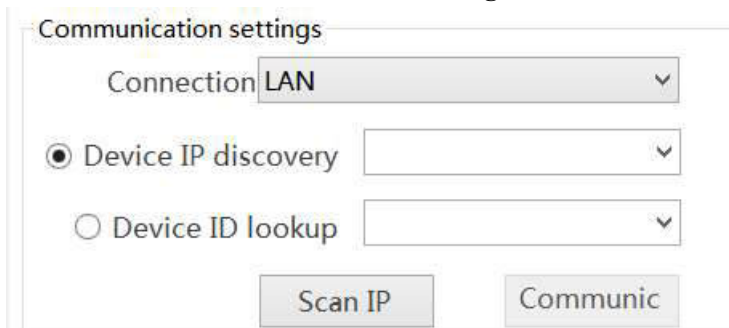 Communication settings
Connection LAN
Device IP discovery
Device ID lookup
Scan IP Communic